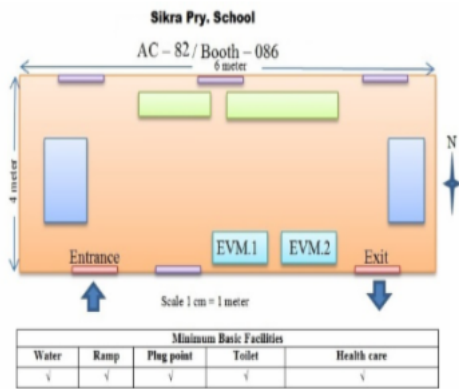 Sikra Pry. School
AC – 82 / Booth – 086
6 meter
4 meter
N
EVM.1 EVM.2
Entrance Exit
Scale 1 cm = 1 meter
Minimum Basic Facilities
Water Ramp Plug point Toilet Health care
√ √ √ √ √